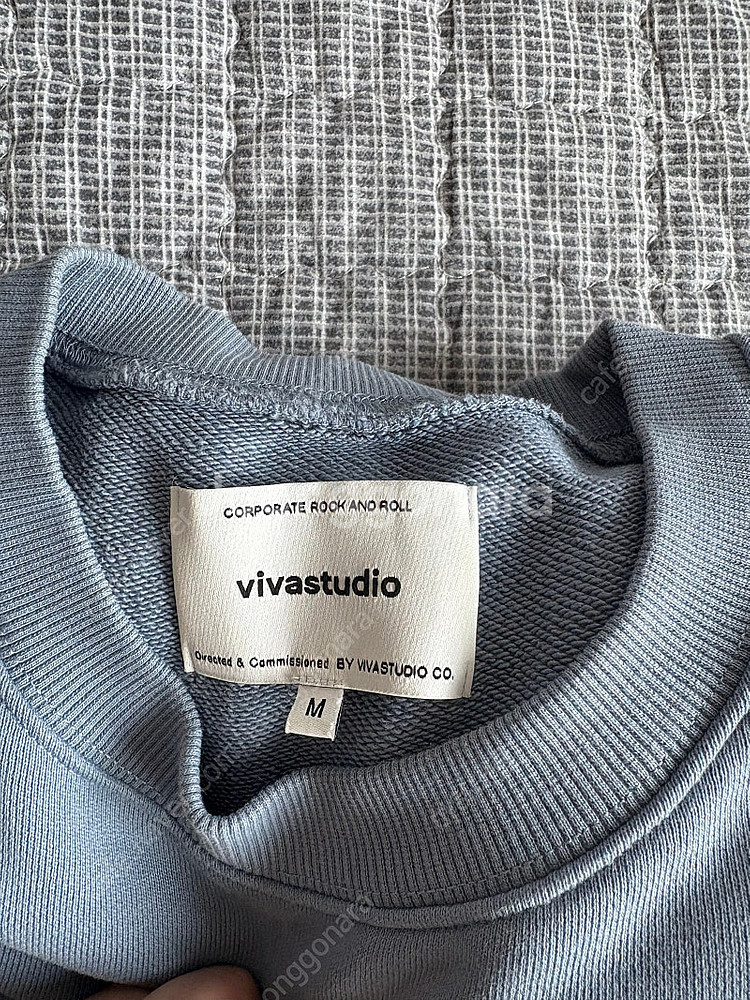 CORPORATE ROCK AND ROLL
vivastudio
Directed & Commissioned BY VIVASTUDIO CO.
M